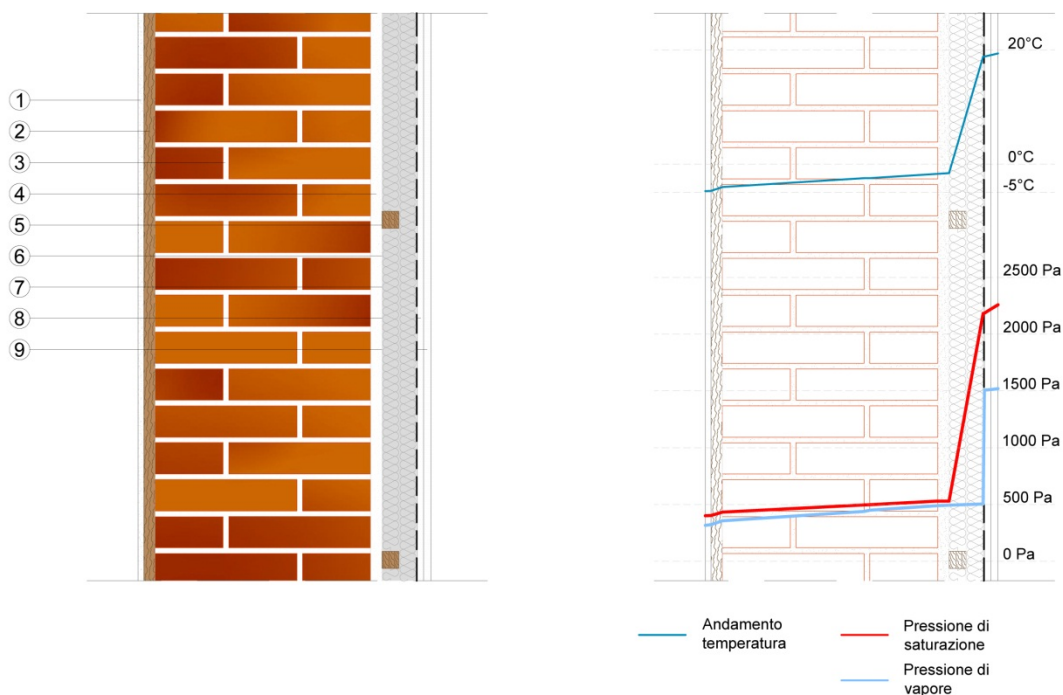 1
2
3
4
5
6
7
8
9
20°C
0°C
-5°C
2500 Pa
2000 Pa
1500 Pa
1000 Pa
500 Pa
0 Pa
Andamento
temperatura
Pressione di
saturazione
Pressione di
vapore